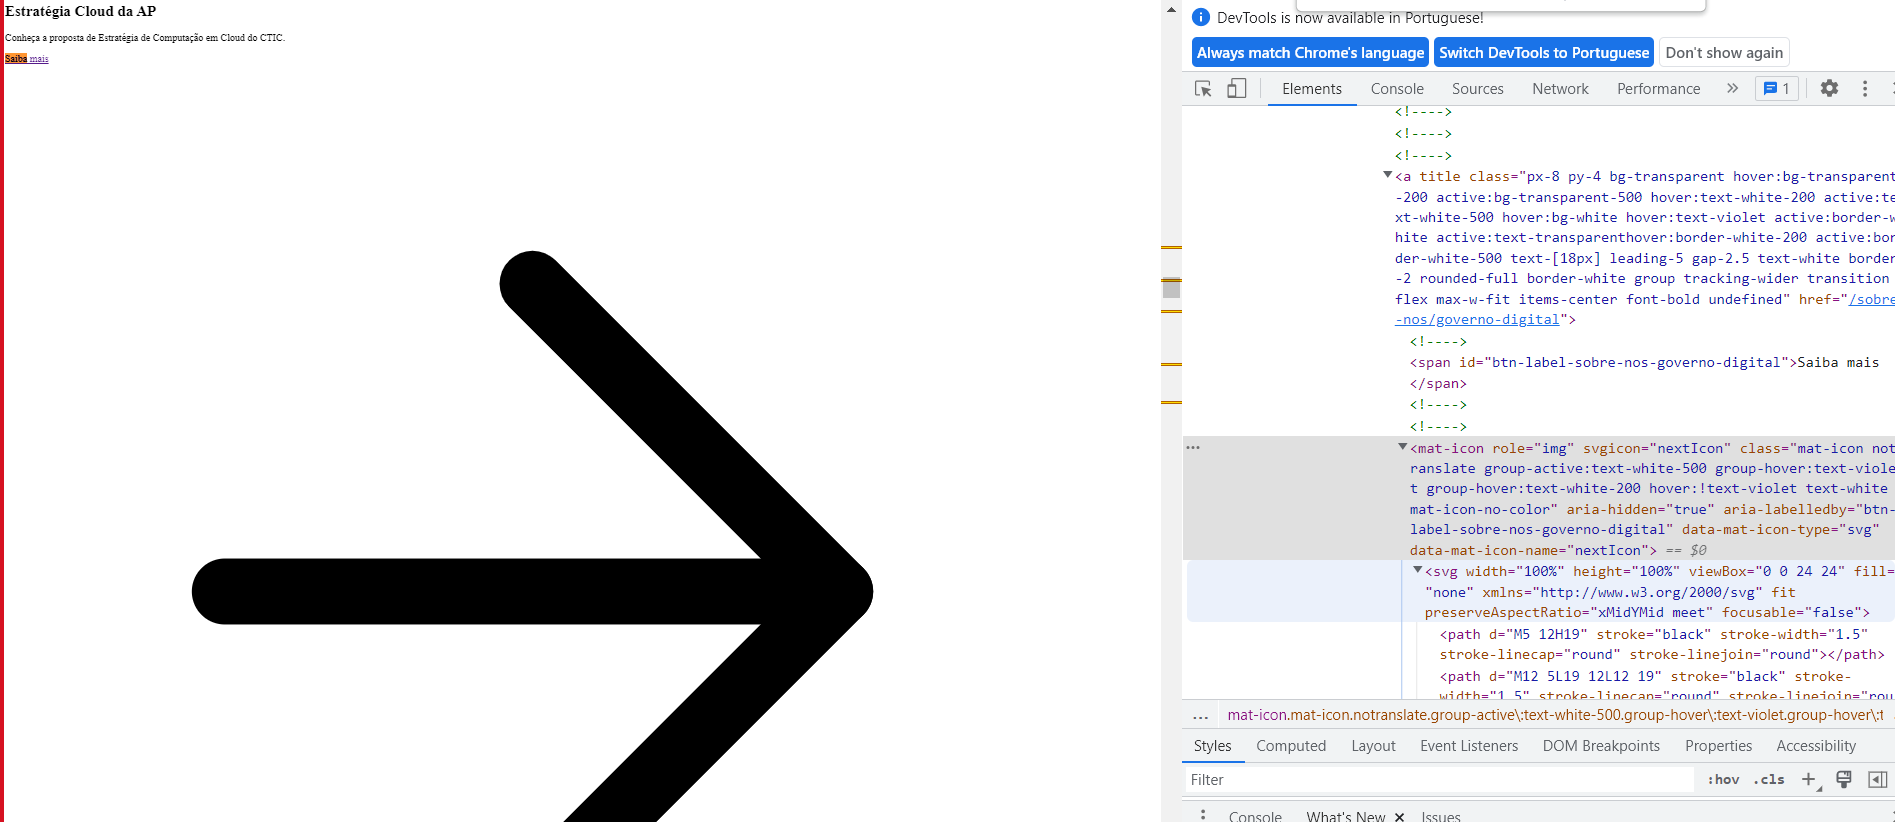 Estratégia Cloud da AP
Conheça a proposta de Estratégia de Computação em Cloud do CTIC.
Saiba mais
DevTools is now available in Portuguese!
Always match Chrome's language
Switch DevTools to Portuguese
Don't show again
Elements Console Sources Network Performance » 1
<!---->
<!---->
<!---->
<a title class="px-8 py-4 bg-transparent hover:bg-transparent
-200 active:bg-transparent-500 hover:text-white-200 active:te
xt-white-500 hover:bg-white hover:text-violet active:border-w
hite active:text-transparenthover:border-white-200 active:bor
der-white-500 text-[18px] leading-5 gap-2.5 text-white border
-2 rounded-full border-white group tracking-wider transition
flex max-w-fit items-center font-bold undefined" href="/sobre
-nos/governo-digital">
<!---->
<span id="btn-label-sobre-nos-governo-digital">Saiba mais
</span>
<!---->
<!---->
… <mat-icon role="img" svgicon="nextIcon" class="mat-icon not
ranslate group-active:text-white-500 group-hover:text-viole
t group-hover:text-white-200 hover:!text-violet text-white
mat-icon-no-color" aria-hidden="true" aria-labelledby="btn-
label-sobre-nos-governo-digital" data-mat-icon-type="svg"
data-mat-icon-name="nextIcon"> == $0
<svg width="100%" height="100%" viewBox="0 0 24 24" fill=
"none" xmlns="http://www.w3.org/2000/svg" fit
preserveAspectRatio="xMidYMid meet" focusable="false">
<path d="M5 12H19" stroke="black" stroke-width="1.5"
stroke-linecap="round" stroke-linejoin="round"></path>
<path d="M12 5L19 12L12 19" stroke="black" stroke-
width="1.5" stroke-linecap="round" stroke-linejoin="rou
… mat-icon.mat-icon.notranslate.group-active\:text-white-500.group-hover\:text-violet.group-hover\:t
Styles Computed Layout Event Listeners DOM Breakpoints Properties Accessibility
Filter :hov .cls +
Console What's New × Issues